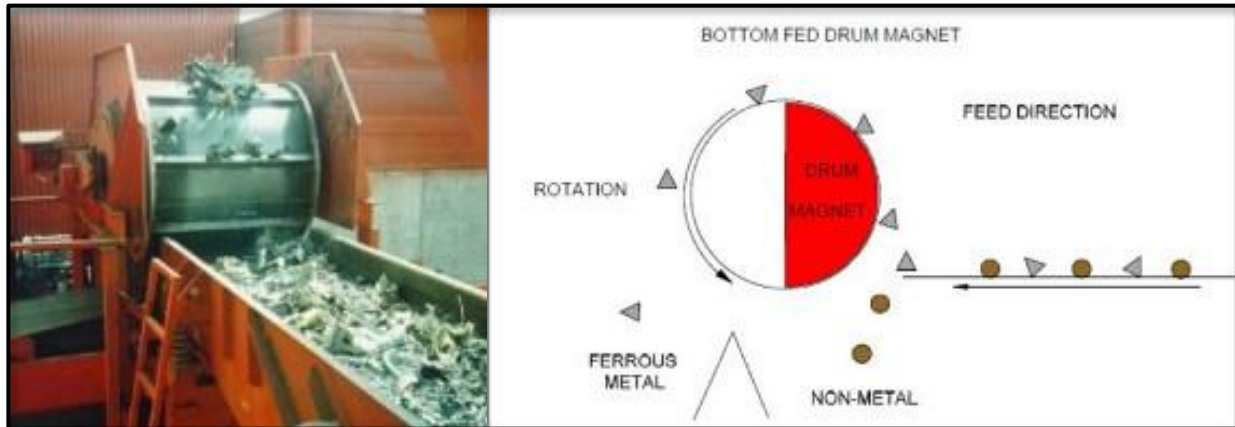 BOTTOM FED DRUM MAGNET
FEED DIRECTION
DRUM
MAGNET
ROTATION
FERROUS
METAL
NON-METAL